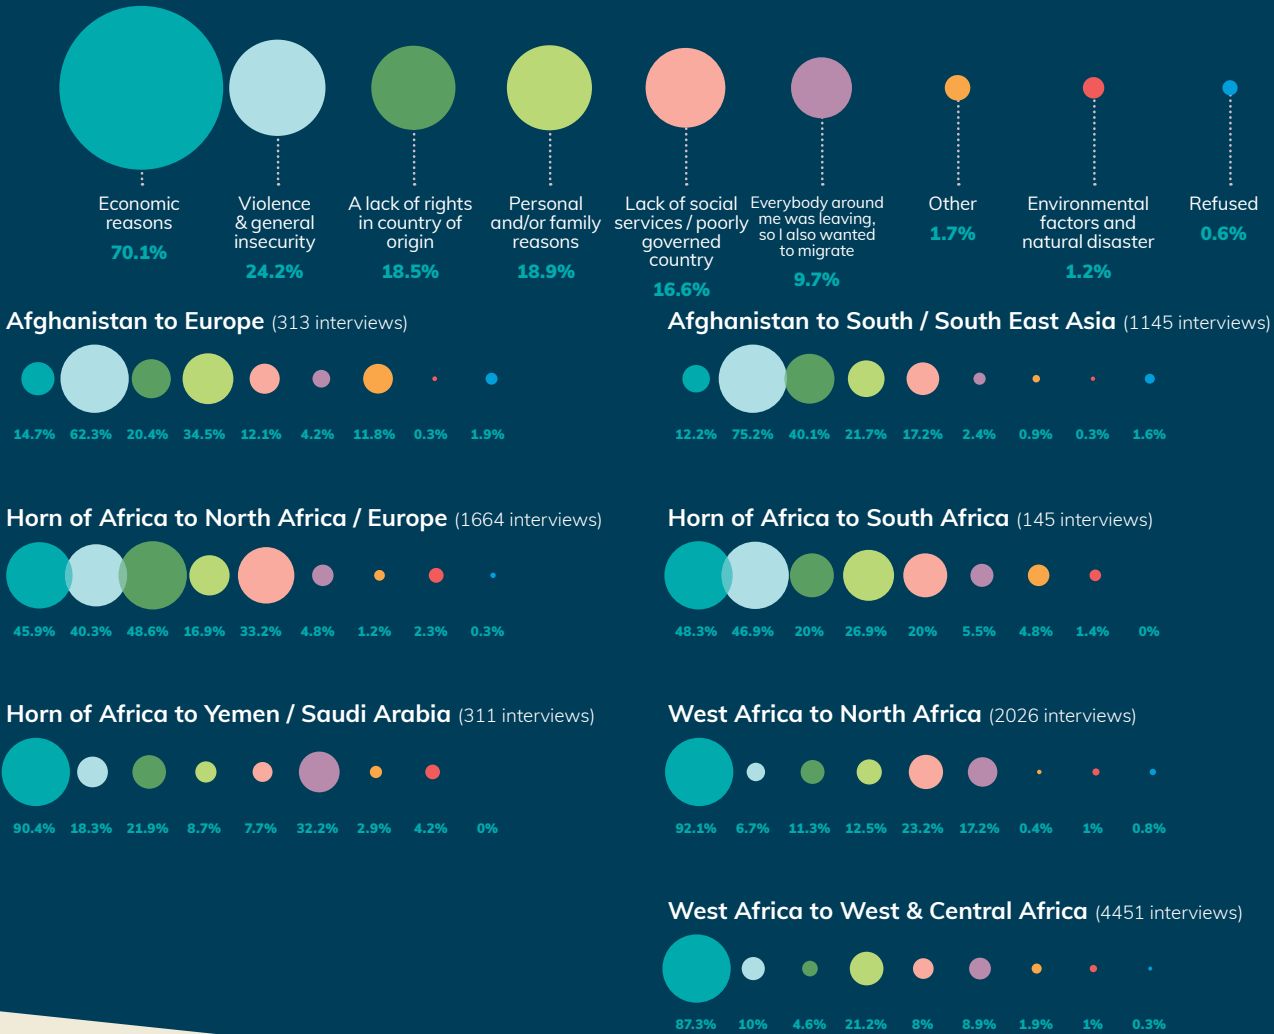 Economic
reasons
70.1%
Violence
& general
insecurity
24.2%
A lack of rights
in country of
origin
18.5%
Personal
and/or family
reasons
18.9%
Lack of social
services / poorly
governed
country
16.6%
Everybody around
me was leaving,
so I also wanted
to migrate
9.7%
Other
1.7%
Environmental
factors and
natural disaster
1.2%
Refused
0.6%
Afghanistan to Europe (313 interviews)
14.7% 62.3% 20.4% 34.5% 12.1% 4.2% 11.8% 0.3% 1.9%
Afghanistan to South / South East Asia (1145 interviews)
12.2% 75.2% 40.1% 21.7% 17.2% 2.4% 0.9% 0.3% 1.6%
Horn of Africa to North Africa / Europe (1664 interviews)
45.9% 40.3% 48.6% 16.9% 33.2% 4.8% 1.2% 2.3% 0.3%
Horn of Africa to South Africa (145 interviews)
48.3% 46.9% 20% 26.9% 20% 5.5% 4.8% 1.4% 0%
Horn of Africa to Yemen / Saudi Arabia (311 interviews)
90.4% 18.3% 21.9% 8.7% 7.7% 32.2% 2.9% 4.2% 0%
West Africa to North Africa (2026 interviews)
92.1% 6.7% 11.3% 12.5% 23.2% 17.2% 0.4% 1% 0.8%
West Africa to West & Central Africa (4451 interviews)
87.3% 10% 4.6% 21.2% 8% 8.9% 1.9% 1% 0.3%